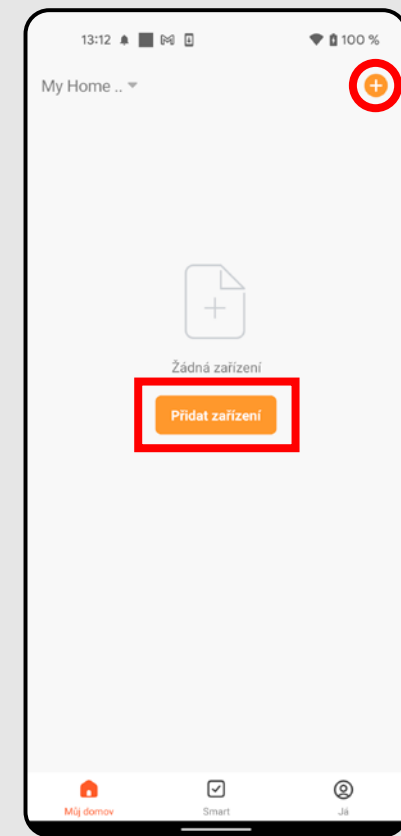 13:12 100 %
My Home ..
Žádná zařízení
Přidat zařízení
Můj domov Smart Já